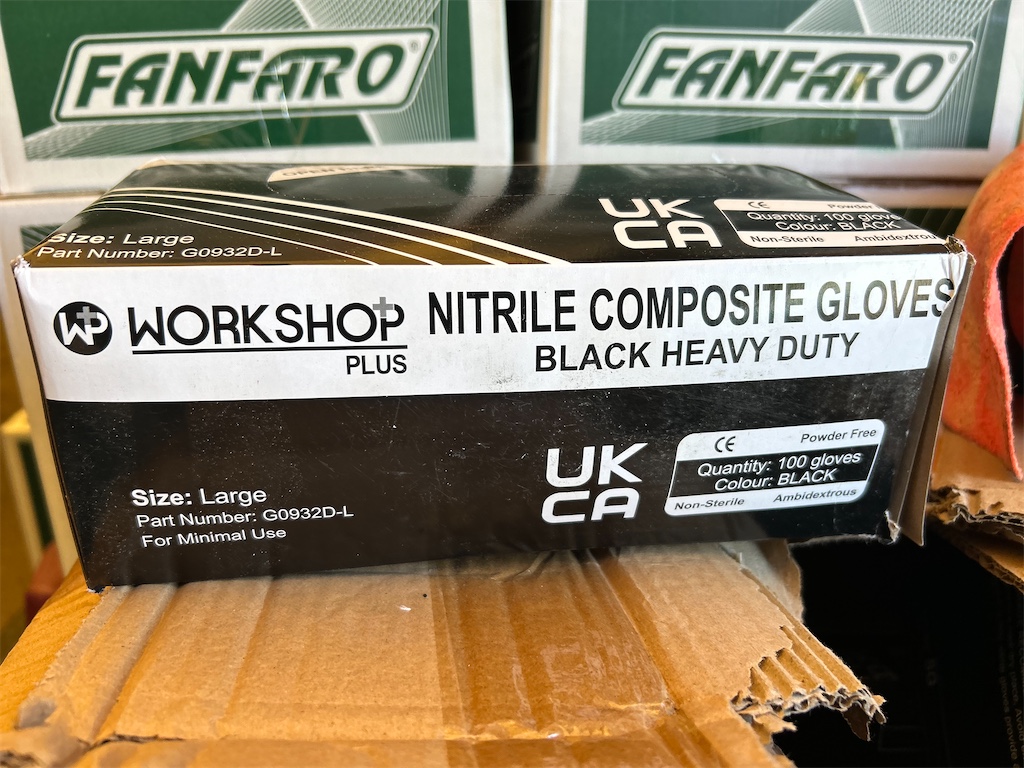 FANFARO®
FANFARO®
UK
CA
CE Powder
Quantity: 100 glove
Colour: BLACK
Non-Sterile Ambidextrou
Size: Large
Part Number: G0932D-L
WP WORKSHOP
PLUS
NITRILE COMPOSITE GLOVES
BLACK HEAVY DUTY
UK
CA
CE Powder Free
Quantity: 100 gloves
Colour: BLACK
Non-Sterile Ambidextrous
Size: Large
Part Number: G0932D-L
For Minimal Use